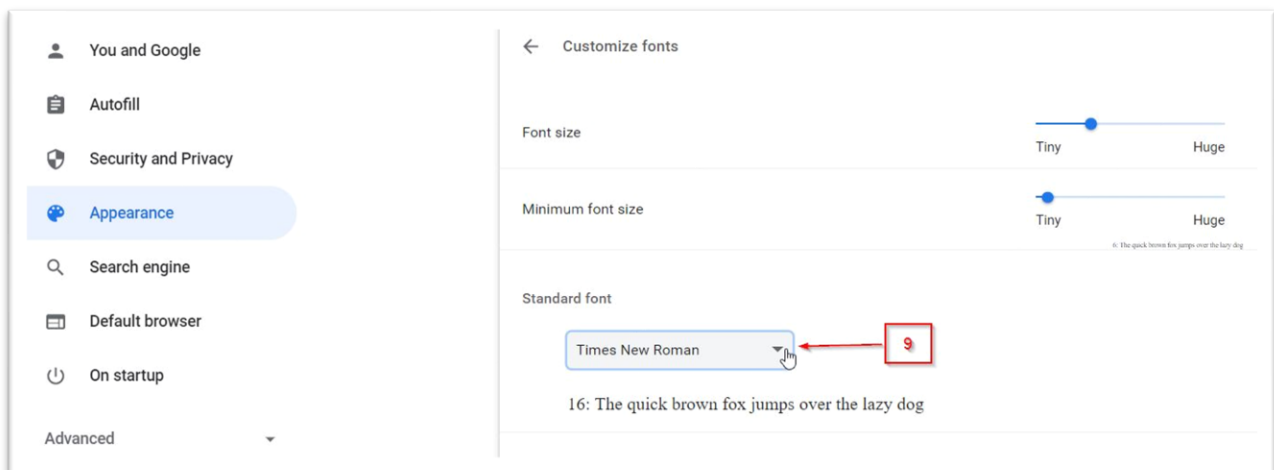 You and Google
Autofill
Security and Privacy
Appearance
Search engine
Default browser
On startup
Advanced
Customize fonts
Font size
Tiny Huge
Minimum font size
Tiny Huge
6: The quick brown fox jumps over the lazy dog
Standard font
Times New Roman
9
16: The quick brown fox jumps over the lazy dog